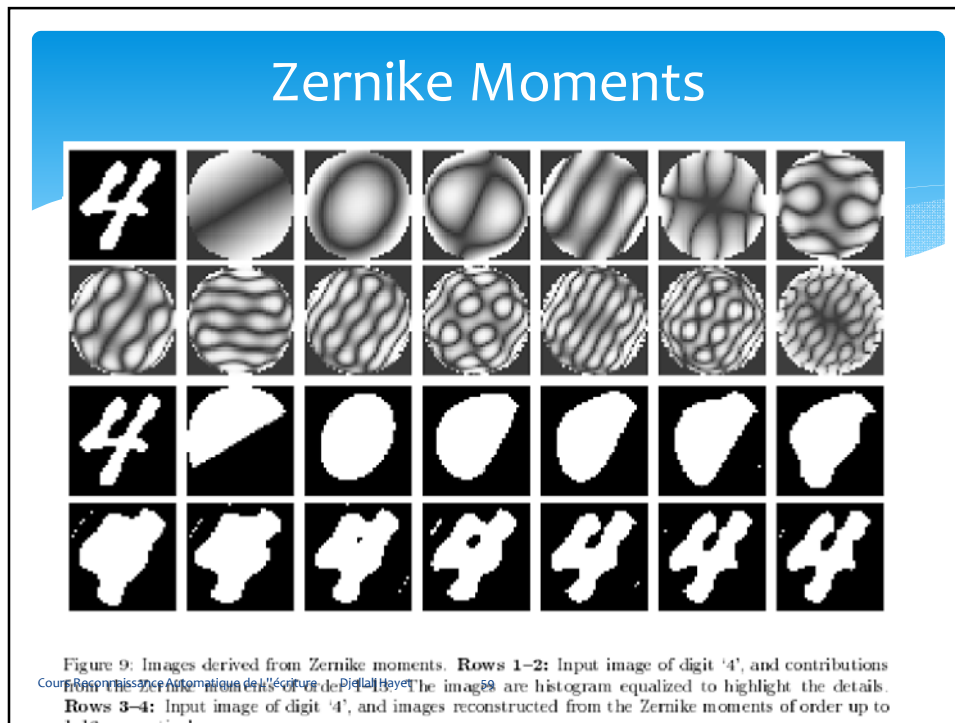 Zernike Moments
Figure 9: Images derived from Zernike moments. Rows 1–2: Input image of digit ‘4’, and contributions
from the Zernike moments of order 1–13. The images are histogram equalized to highlight the details.
Cours Reconnaissance Automatique de L''écriture Djellali Hayet 59
Rows 3–4: Input image of digit ‘4’, and images reconstructed from the Zernike moments of order up to